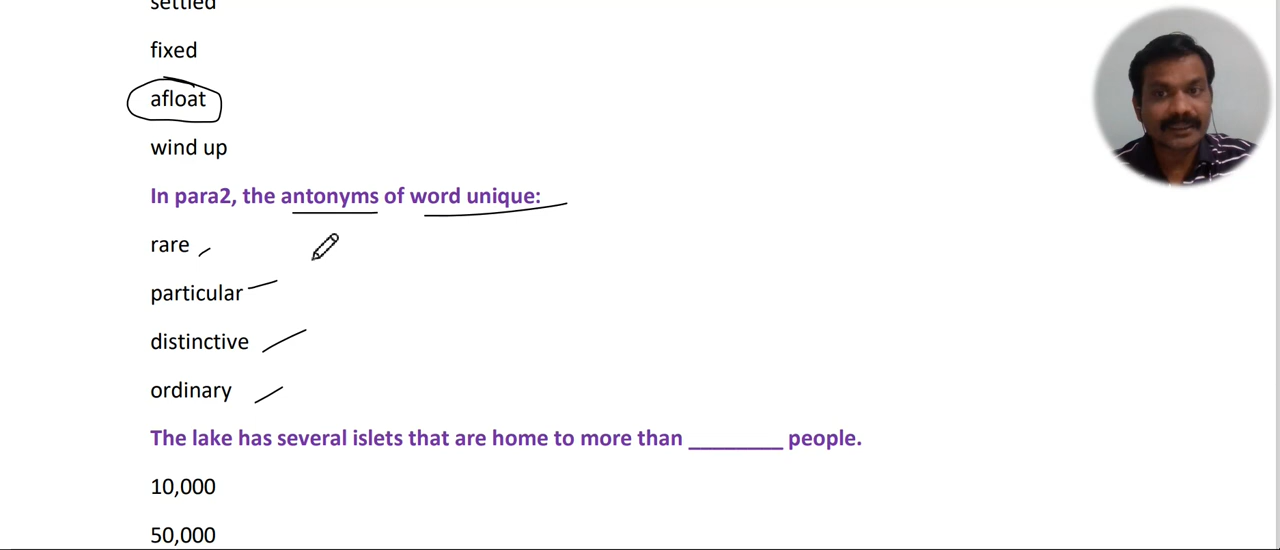 settled
fixed
afloat
wind up
In para2, the antonyms of word unique:
rare
particular
distinctive
ordinary
The lake has several islets that are home to more than ________ people.
10,000
50,000